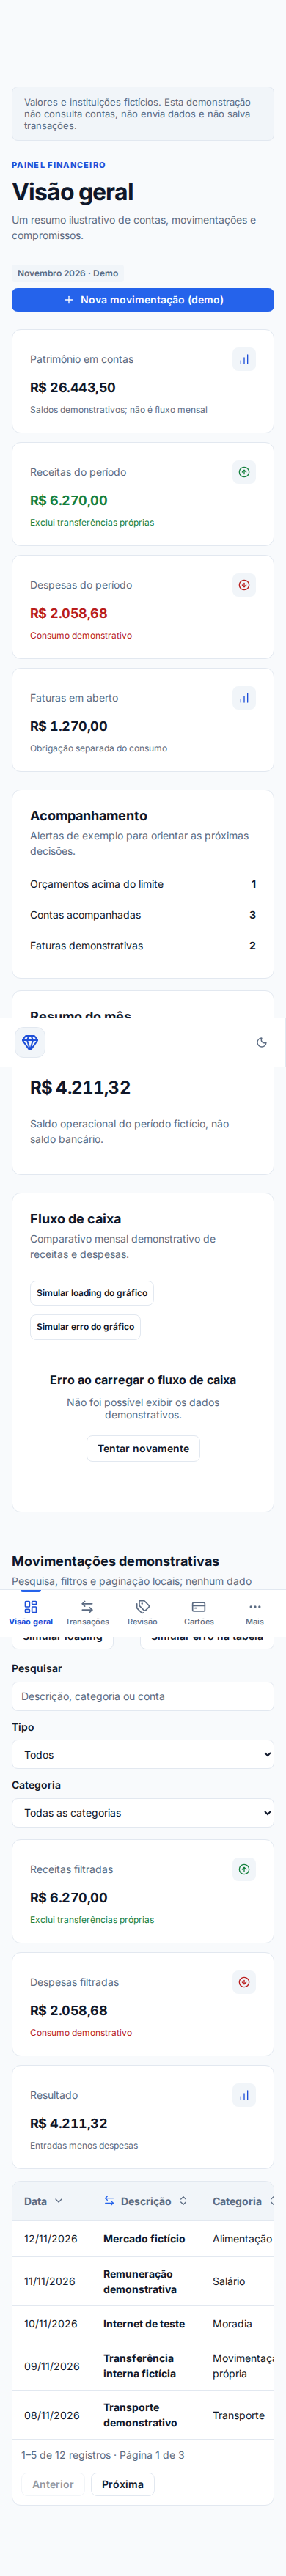 Valores e instituições fictícios. Esta demonstração
não consulta contas, não envia dados e não salva
transações.
PAINEL FINANCEIRO
Visão geral
Um resumo ilustrativo de contas, movimentações e
compromissos.
Novembro 2026 · Demo
+ Nova movimentação (demo)
Patrimônio em contas
R$ 26.443,50
Saldos demonstrativos; não é fluxo mensal
Receitas do período
R$ 6.270,00
Exclui transferências próprias
Despesas do período
R$ 2.058,68
Consumo demonstrativo
Faturas em aberto
R$ 1.270,00
Obrigação separada do consumo
Acompanhamento
Alertas de exemplo para orientar as próximas
decisões.
Orçamentos acima do limite 1
Contas acompanhadas 3
Faturas demonstrativas 2
Resumo do mês
R$ 4.211,32
Saldo operacional do período fictício, não
saldo bancário.
Fluxo de caixa
Comparativo mensal demonstrativo de
receitas e despesas.
Simular loading do gráfico
Simular erro do gráfico
Erro ao carregar o fluxo de caixa
Não foi possível exibir os dados
demonstrativos.
Tentar novamente
Movimentações demonstrativas
Pesquisa, filtros e paginação locais; nenhum dado
Visão geral Transações Revisão Cartões Mais
Simular loading Simular erro na tabela
Pesquisar
Descrição, categoria ou conta
Tipo
Todos
Categoria
Todas as categorias
Receitas filtradas
R$ 6.270,00
Exclui transferências próprias
Despesas filtradas
R$ 2.058,68
Consumo demonstrativo
Resultado
R$ 4.211,32
Entradas menos despesas
Data Descrição Categoria
12/11/2026 Mercado fictício Alimentação
11/11/2026 Remuneração demonstrativa Salário
10/11/2026 Internet de teste Moradia
09/11/2026 Transferência interna fictícia Movimentaç própria
08/11/2026 Transporte demonstrativo Transporte
1–5 de 12 registros · Página 1 de 3
Anterior Próxima